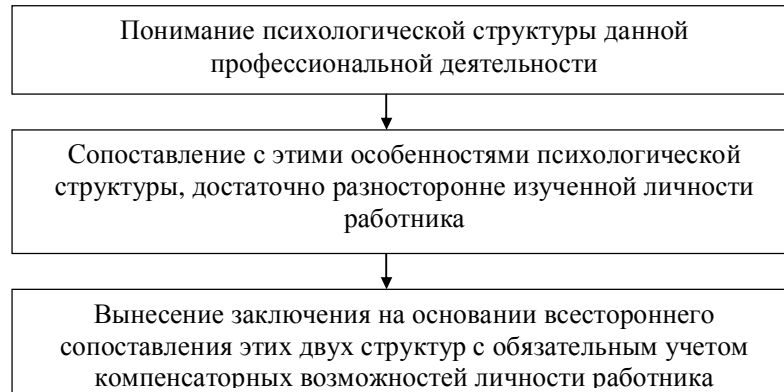 Понимание психологической структуры данной
профессиональной деятельности
Сопоставление с этими особенностями психологической
структуры, достаточно разносторонне изученной личности
работника
Вынесение заключения на основании всестороннего
сопоставления этих двух структур с обязательным учетом
компенсаторных возможностей личности работника